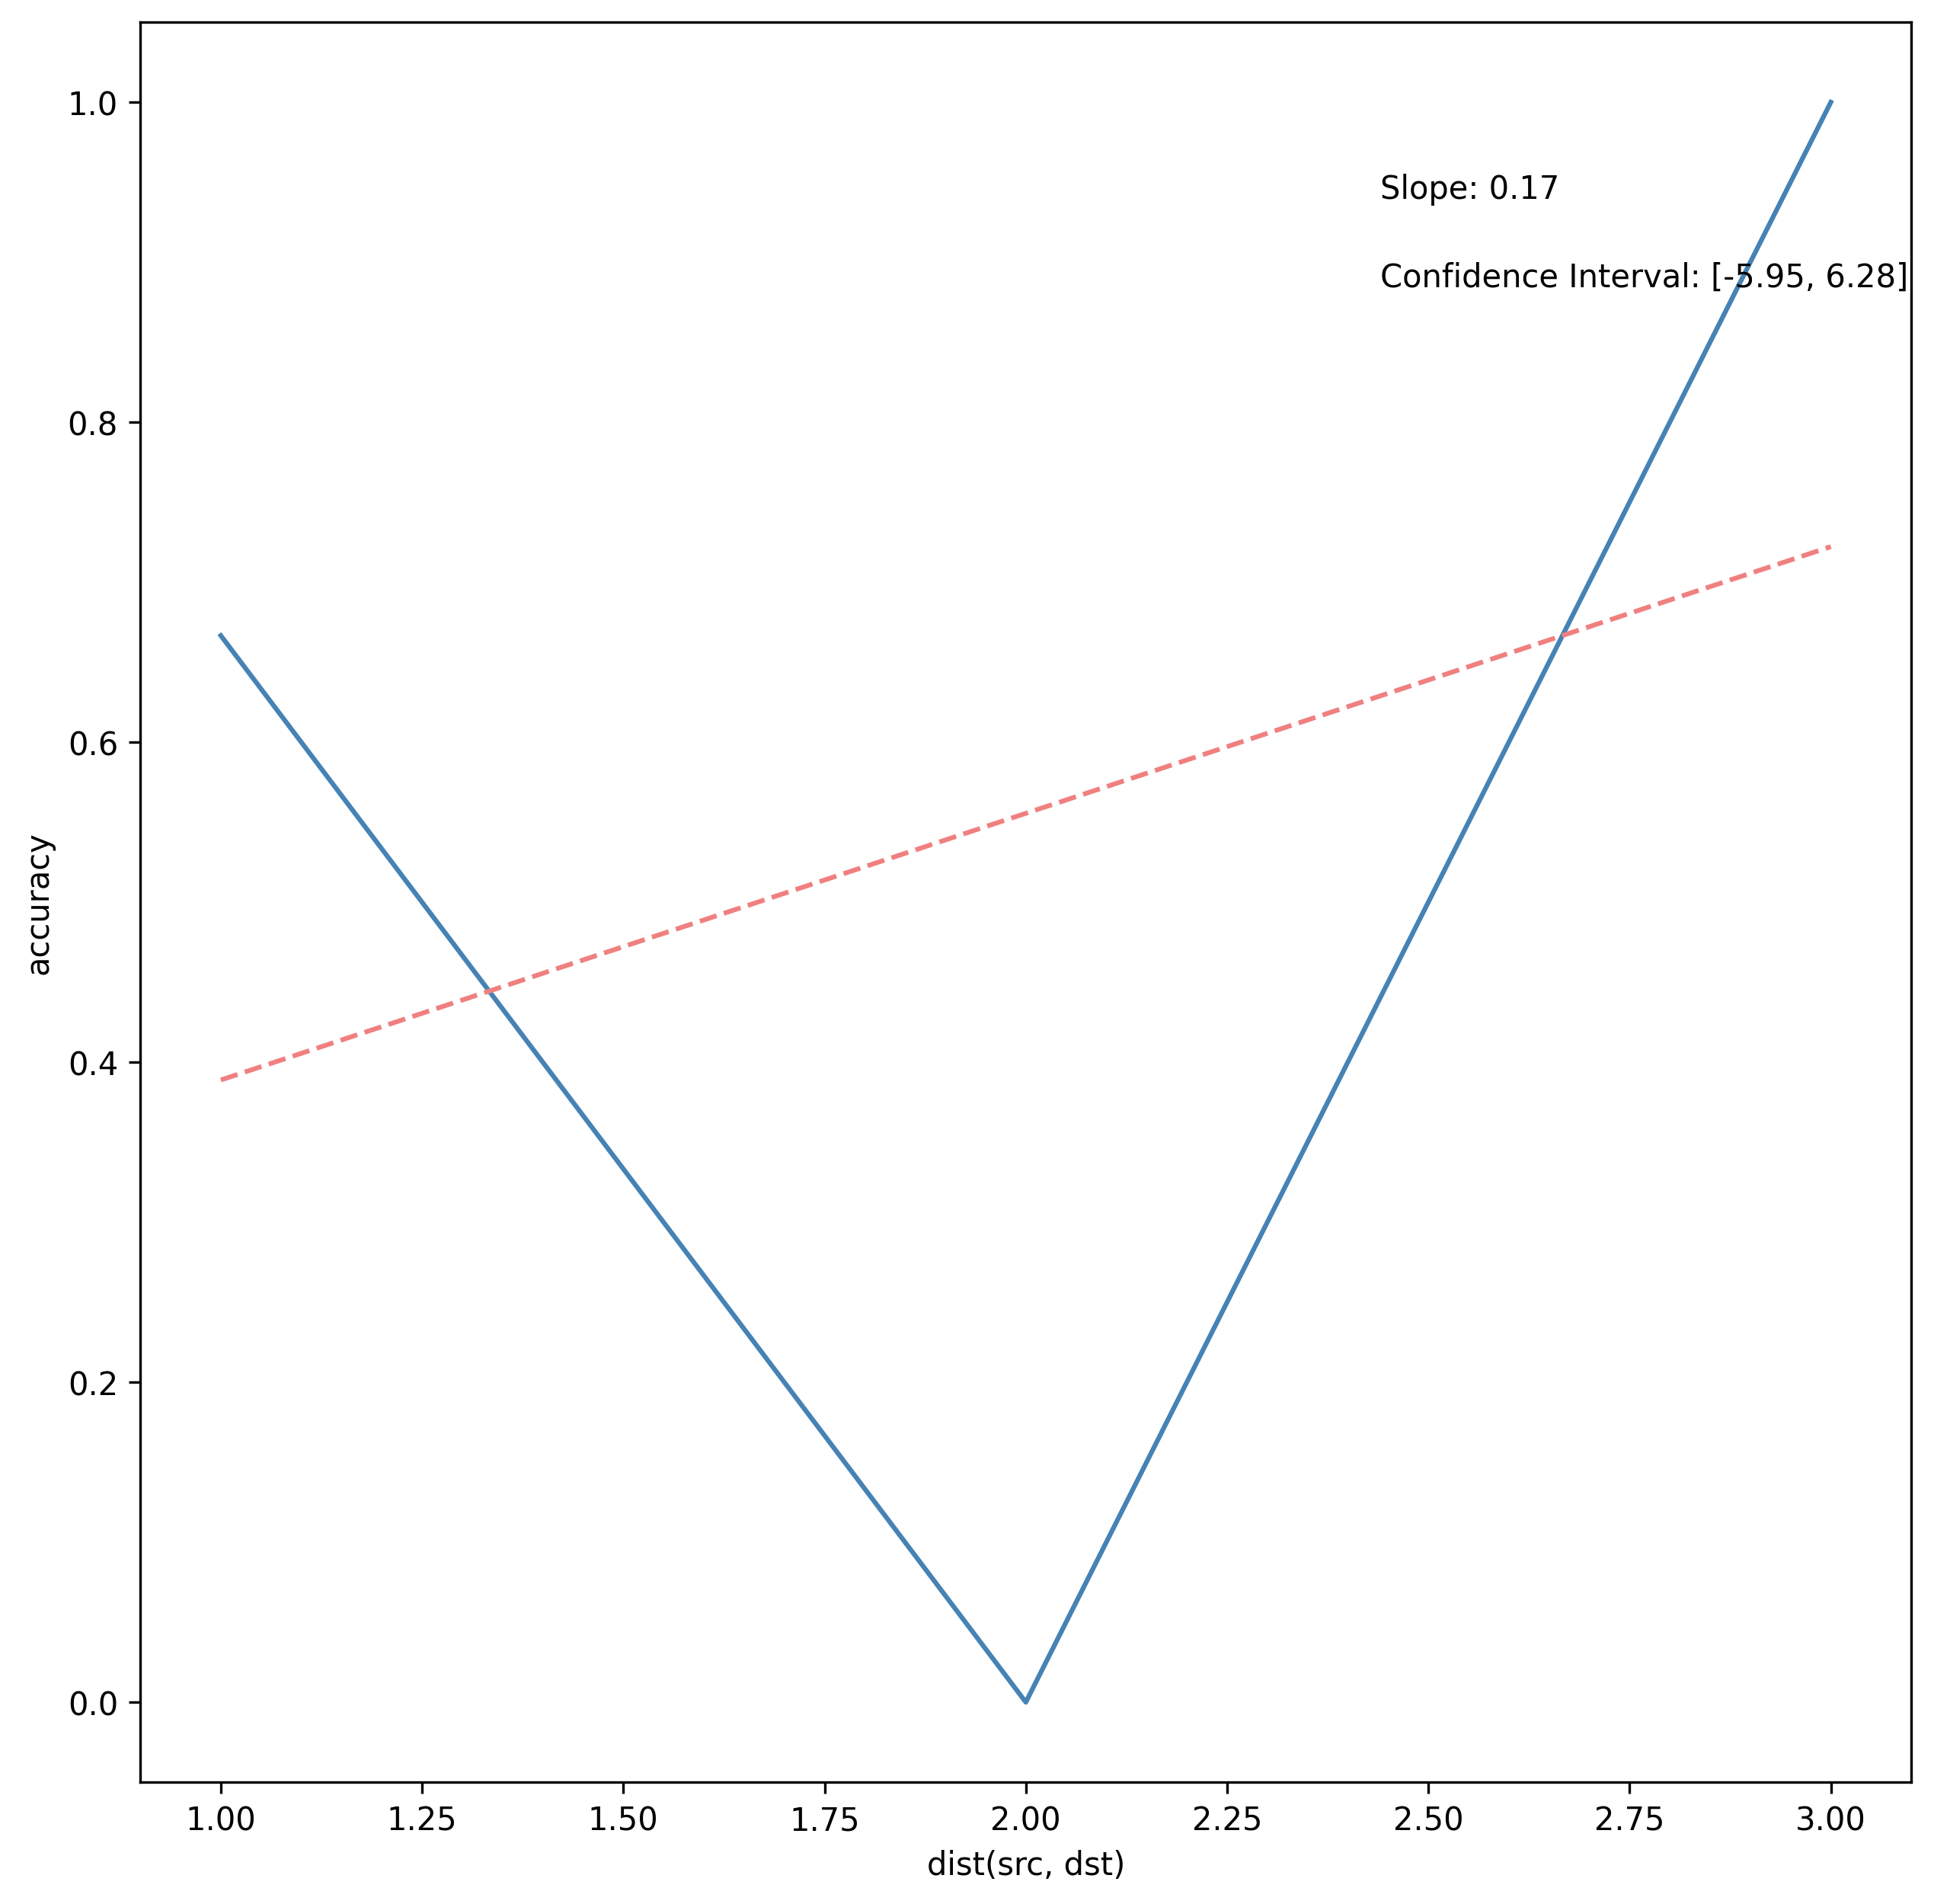 Slope: 0.17
Confidence Interval: [-5.95, 6.28]
1.0
0.8
0.6
0.4
0.2
0.0
accuracy
1.00 1.25 1.50 1.75 2.00 2.25 2.50 2.75 3.00
dist(src, dst)